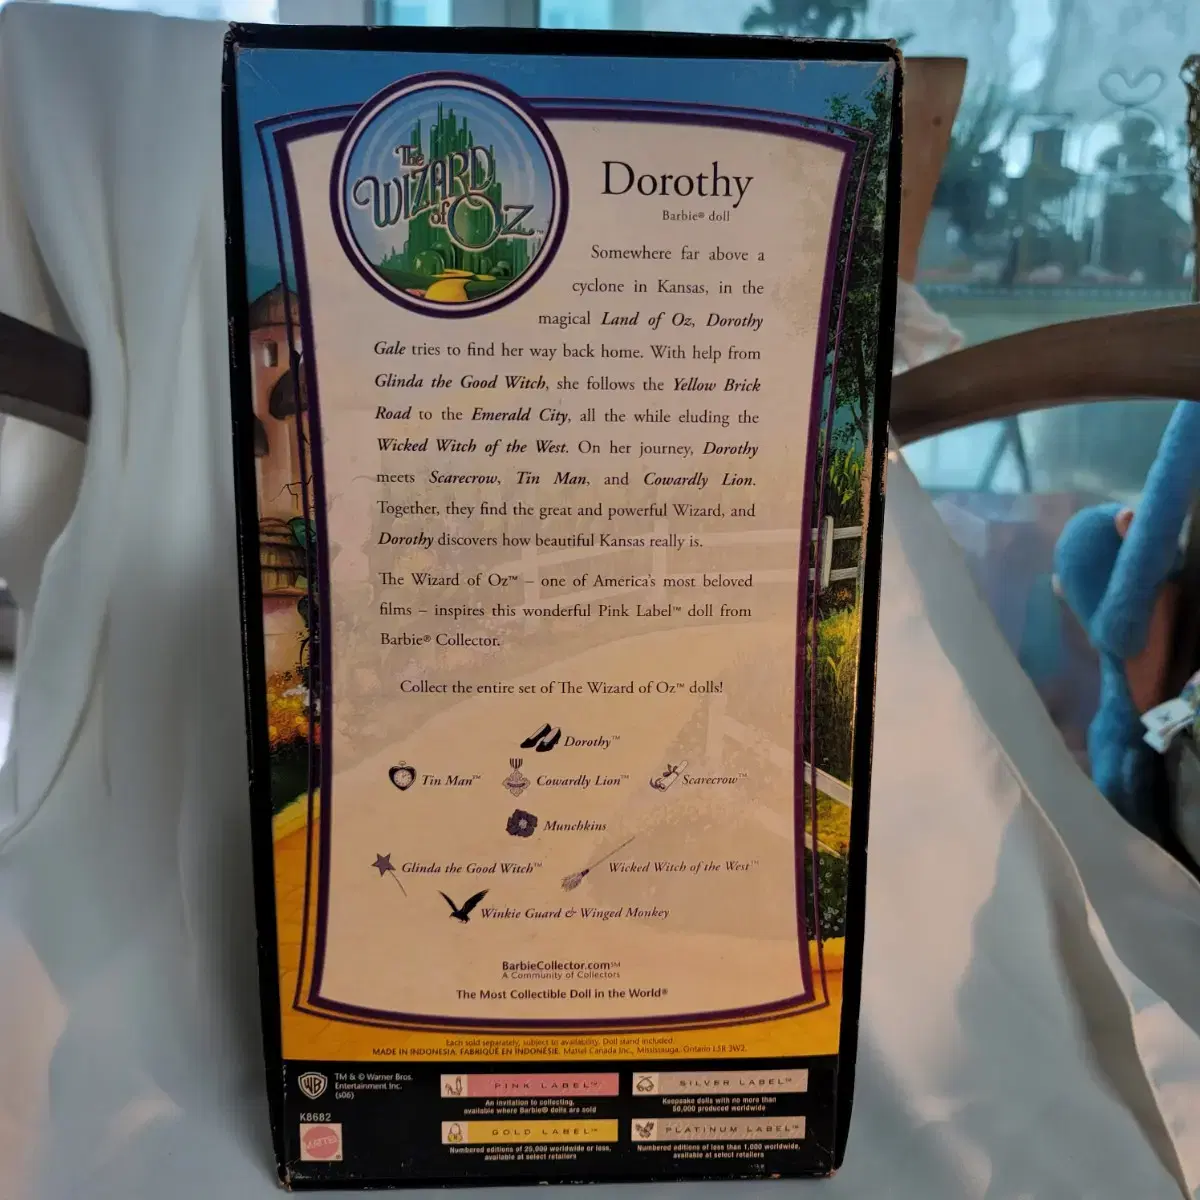 The
WIZARD
of OZ™
Dorothy
Barbie® doll
Somewhere far above a
cyclone in Kansas, in the
magical Land of Oz, Dorothy
Gale tries to find her way back home. With help from
Glinda the Good Witch, she follows the Yellow Brick
Road to the Emerald City, all the while eluding the
Wicked Witch of the West. On her journey, Dorothy
meets Scarecrow, Tin Man, and Cowardly Lion.
Together, they find the great and powerful Wizard, and
Dorothy discovers how beautiful Kansas really is.
The Wizard of Oz™ – one of America's most beloved
films – inspires this wonderful Pink Label™ doll from
Barbie® Collector.
Collect the entire set of The Wizard of Oz™ dolls!
Dorothy™
Tin Man™ Cowardly Lion™ Scarecrow™
Munchkins
Glinda the Good Witch™ Wicked Witch of the West™
Winkie Guard & Winged Monkey
BarbieCollector.com℠
A Community of Collectors
The Most Collectible Doll in the World®
Each sold separately, subject to availability. Doll stand included.
MADE IN INDONESIA. FABRIQUÉ EN INDONÉSIE. Mattel Canada Inc., Mississauga, Ontario L5R 3W2.
WB
TM & © Warner Bros.
Entertainment Inc.
(s06)
K8682
MATTEL
PINK LABEL™
An invitation to collecting,
available where Barbie® dolls are sold
SILVER LABEL™
Keepsake dolls with no more than
50,000 produced worldwide
GOLD LABEL™
Numbered editions of 25,000 worldwide or less,
available at select retailers
PLATINUM LABEL™
Numbered editions of less than 1,000 worldwide,
available at select retailers